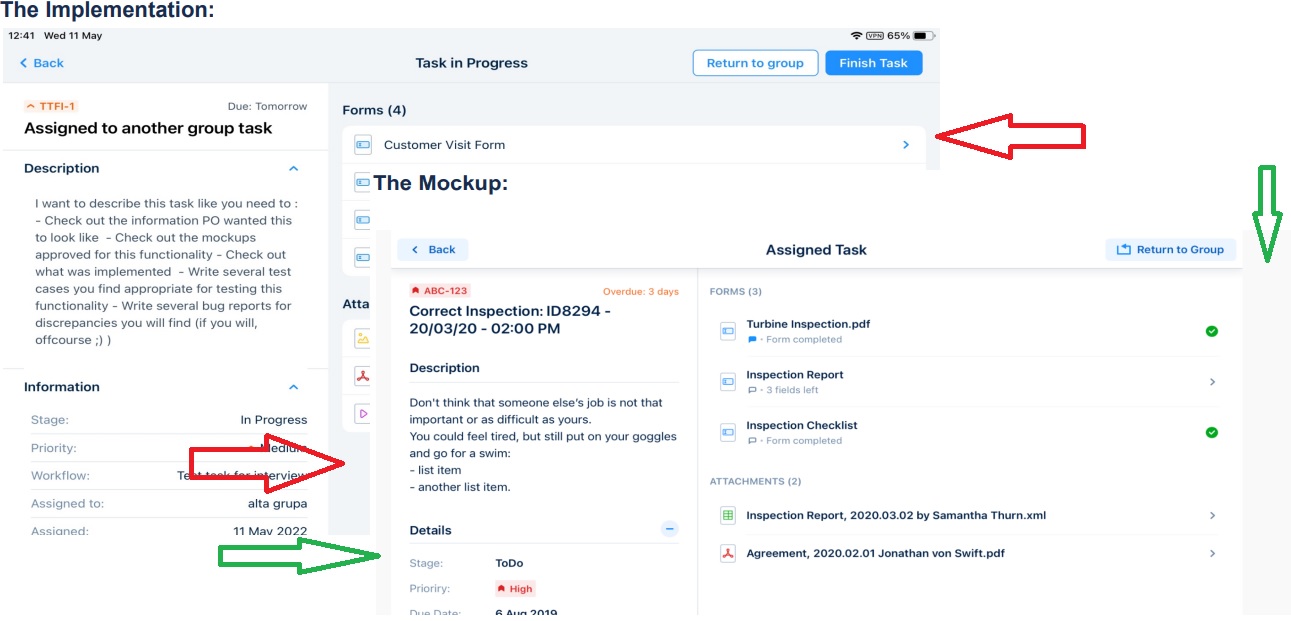 The Implementation:
12:41 Wed 11 May
VPN 65%
Back
Task in Progress
Return to group
Finish Task
TTFI-1
Due: Tomorrow
Assigned to another group task
Description
I want to describe this task like you need to :
- Check out the information PO wanted this
to look like - Check out the mockups
approved for this functionality - Check out
what was implemented - Write several test
cases you find appropriate for testing this
functionality - Write several bug reports for
discrepancies you will find (if you will,
offcourse ;) )
Information
Stage: In Progress
Priority: Medium
Workflow: Test task for interview
Assigned to: alta grupa
Assigned: 11 May 2022
Forms (4)
Customer Visit Form
Atta
The Mockup:
Back
Assigned Task
Return to Group
ABC-123
Overdue: 3 days
Correct Inspection: ID8294 -
20/03/20 - 02:00 PM
Description
Don't think that someone else's job is not that
important or as difficult as yours.
You could feel tired, but still put on your goggles
and go for a swim:
- list item
- another list item.
Details
Stage: ToDo
Prioriry: High
Due Date: 6 Aug 2019
FORMS (3)
Turbine Inspection.pdf
· Form completed
Inspection Report
· 3 fields left
Inspection Checklist
· Form completed
ATTACHMENTS (2)
Inspection Report, 2020.03.02 by Samantha Thurn.xml
Agreement, 2020.02.01 Jonathan von Swift.pdf